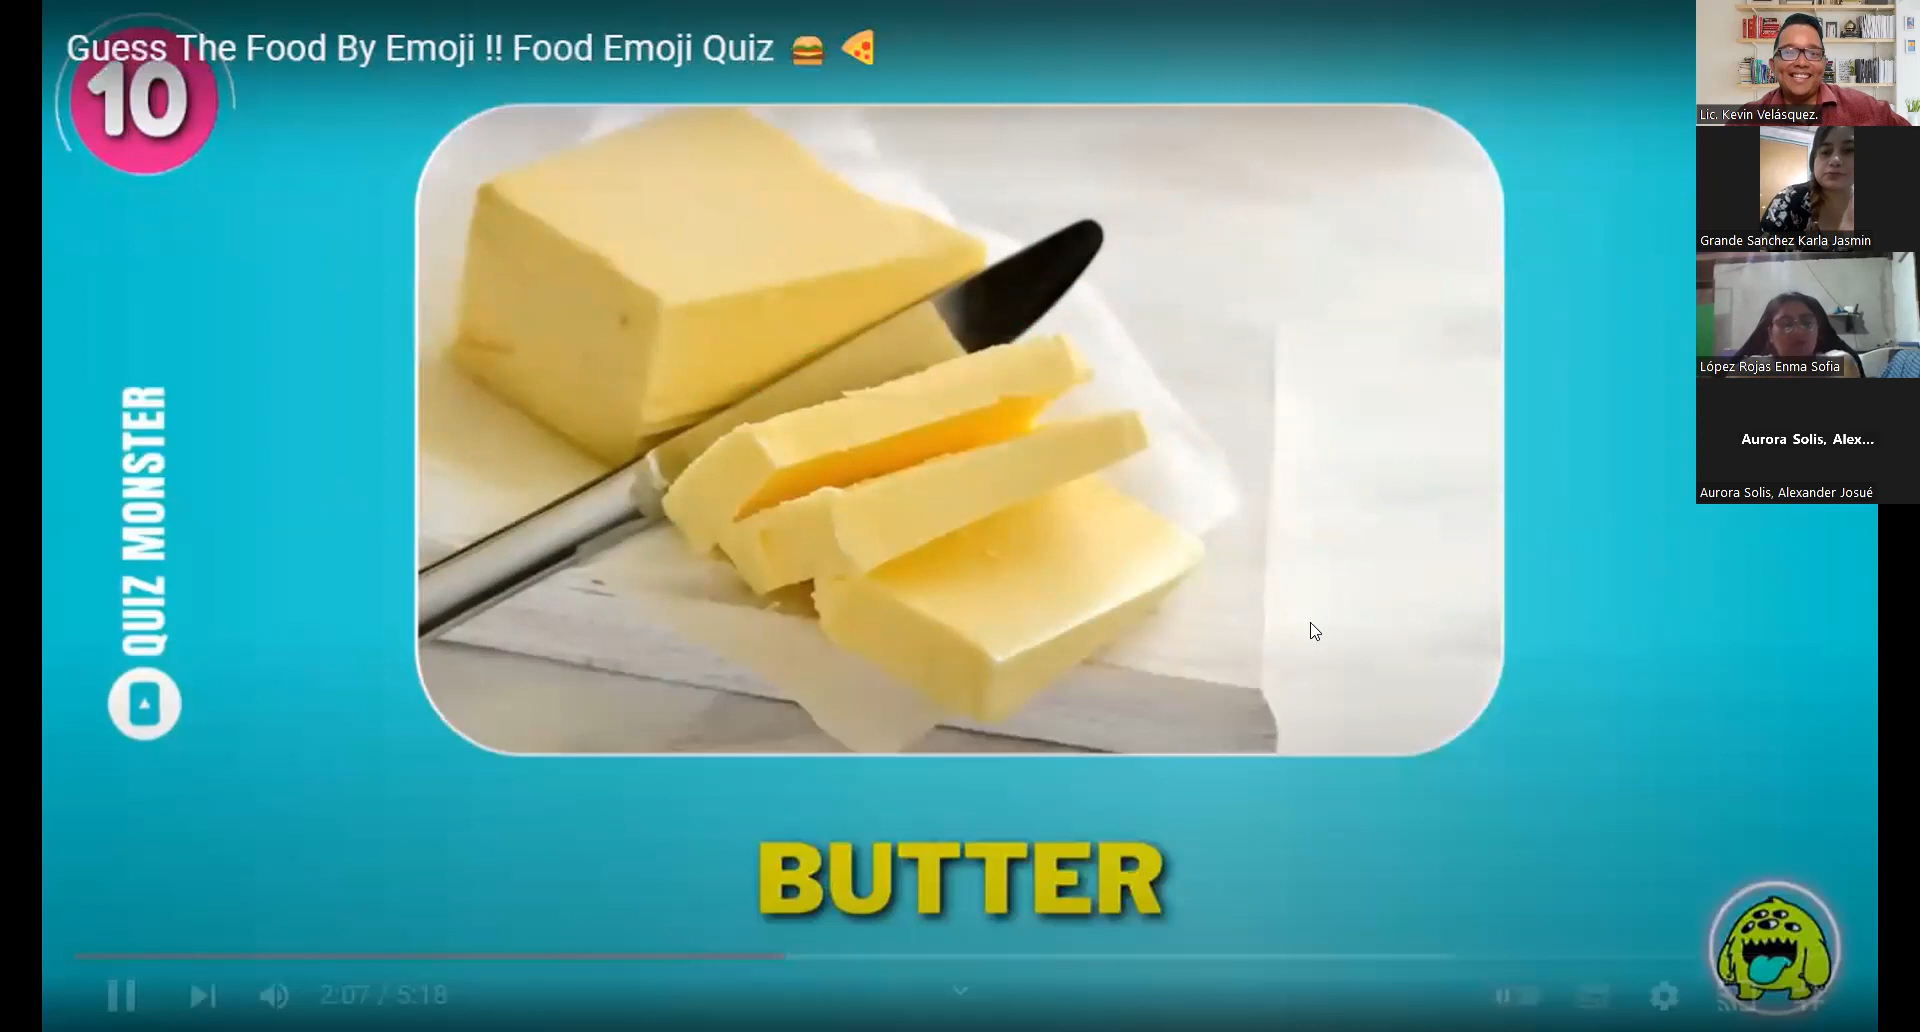 Guess The Food By Emoji !! Food Emoji Quiz 🍔 🍕
10
QUIZ MONSTER
BUTTER
2:07 / 5:18
Lic. Kevin Velásquez.
Grande Sanchez Karla Jasmin
López Rojas Enma Sofia
Aurora Solis, Alex...
Aurora Solis, Alexander Josué